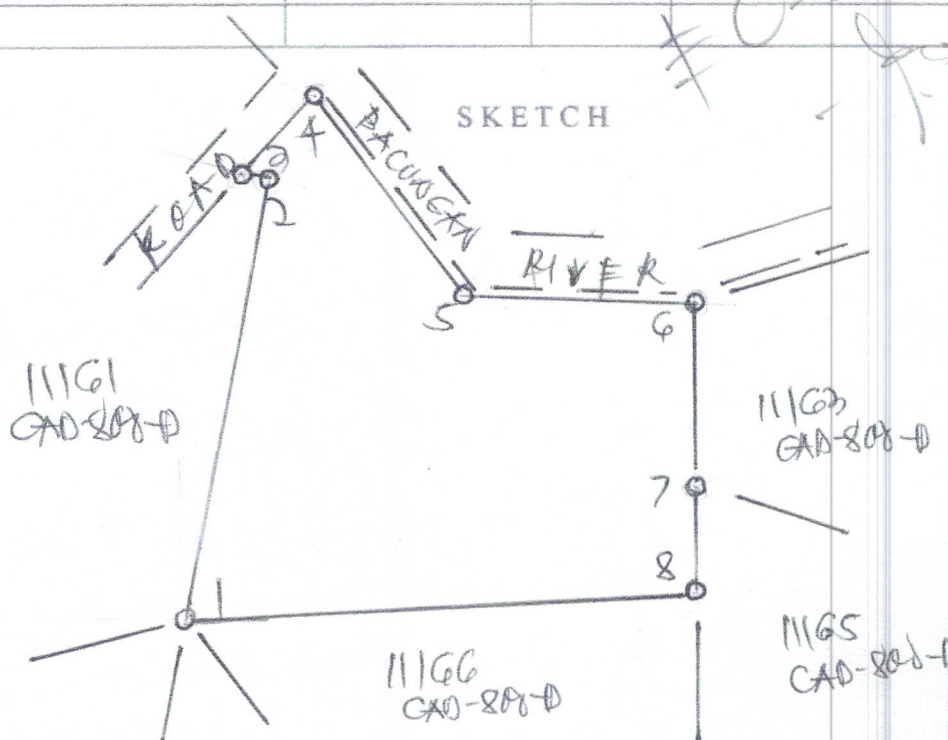 SKETCH
4
BACUNGAN
ROAD
3
2
RIVER
5
6
11161
CAD-808-D
11163
CAD-808-D
7
8
1
11165
11166
CAD-808-D